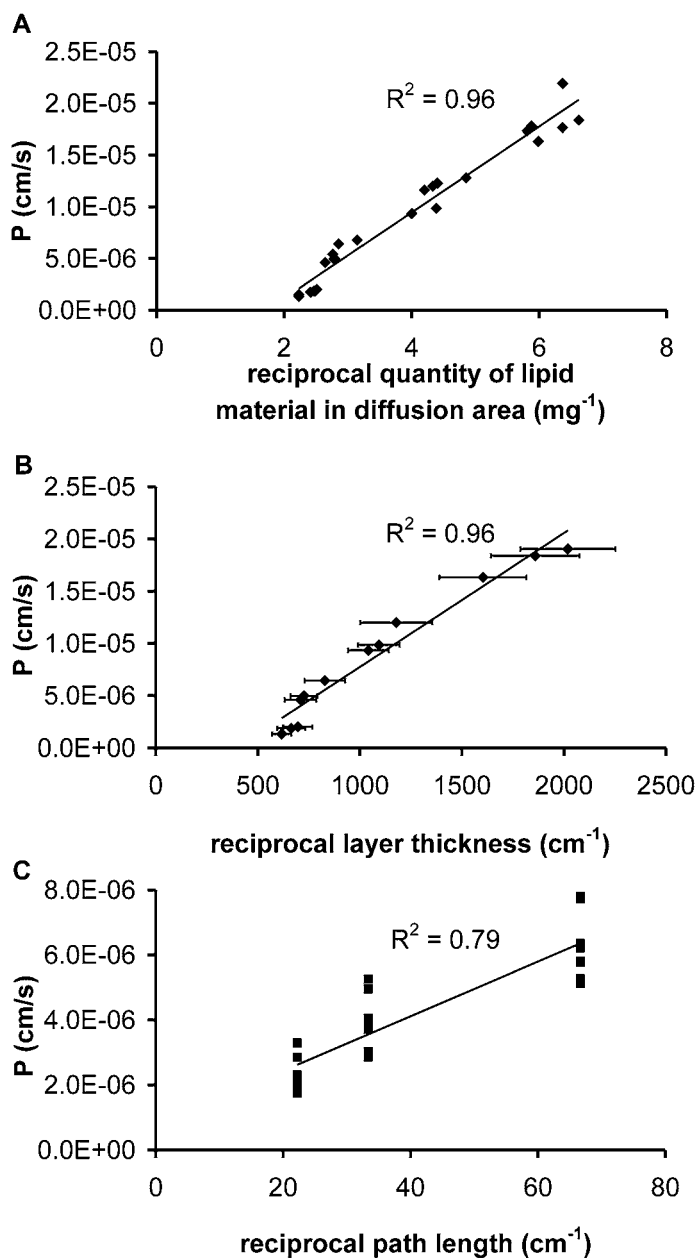 A
2.5E-05
2.0E-05
1.5E-05
1.0E-05
5.0E-06
0.0E+00
P (cm/s)
R² = 0.96
0 2 4 6 8
reciprocal quantity of lipid
material in diffusion area (mg⁻¹)
B
2.5E-05
2.0E-05
1.5E-05
1.0E-05
5.0E-06
0.0E+00
P (cm/s)
R² = 0.96
0 500 1000 1500 2000 2500
reciprocal layer thickness (cm⁻¹)
C
8.0E-06
6.0E-06
4.0E-06
2.0E-06
0.0E+00
P (cm/s)
R² = 0.79
0 20 40 60 80
reciprocal path length (cm⁻¹)